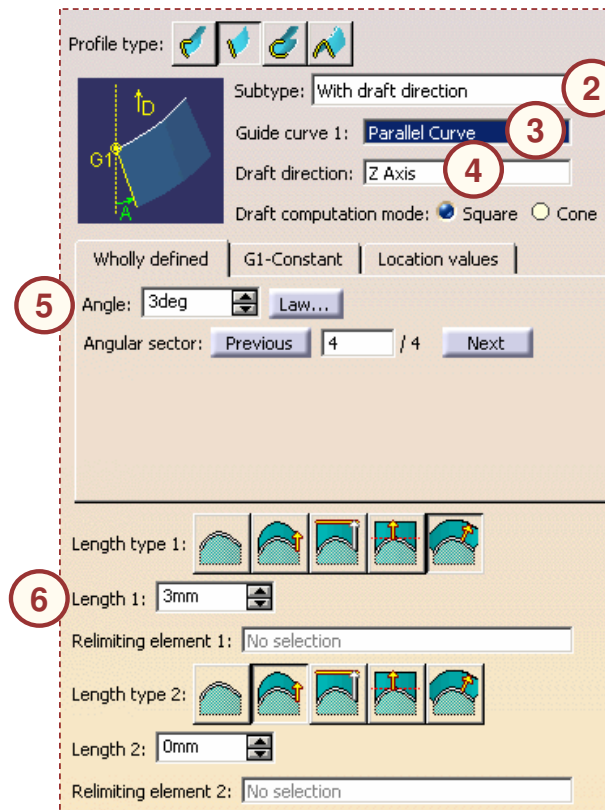 Profile type:
Subtype: With draft direction 2
D
G1
A
Guide curve 1: Parallel Curve 3
Draft direction: Z Axis 4
Draft computation mode: Square Cone
Wholly defined G1-Constant Location values
5 Angle: 3deg Law...
Angular sector: Previous 4 / 4 Next
Length type 1:
6 Length 1: 3mm
Relimiting element 1: No selection
Length type 2:
Length 2: 0mm
Relimiting element 2: No selection